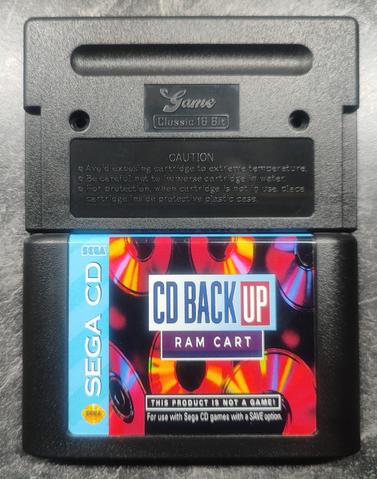 Game
Classic 16 Bit
CAUTION
Avoid exposing cartridge to extreme temperature.
Be careful not to immerse cartridge in water.
For protection, when cartridge is not in use, place
cartridge inside protective plastic case.
SEGA
SEGA CD
SEGA
CD BACK UP
RAM CART
THIS PRODUCT IS NOT A GAME!
For use with Sega CD games with a SAVE option.